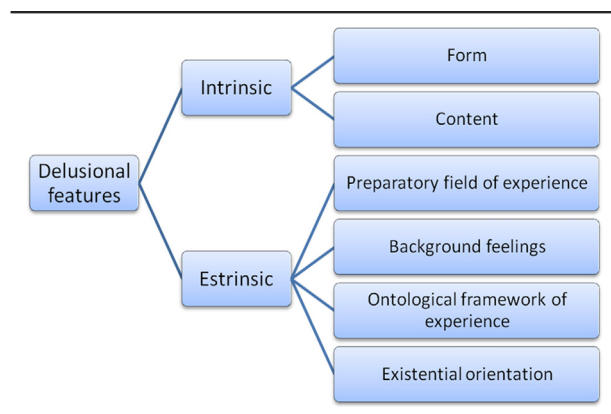 Delusional
features
Intrinsic
Estrinsic
Form
Content
Preparatory field of experience
Background feelings
Ontological framework of
experience
Existential orientation